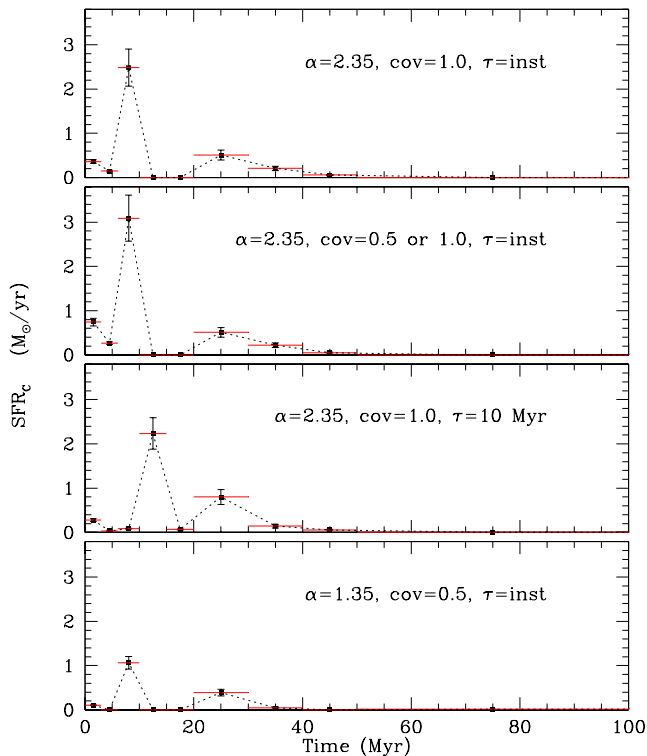 3
2
1
0
α=2.35, cov=1.0, τ=inst
3
2
1
0
α=2.35, cov=0.5 or 1.0, τ=inst
SFR_c (M_⊙/yr)
3
2
1
0
α=2.35, cov=1.0, τ=10 Myr
3
2
1
0
α=1.35, cov=0.5, τ=inst
0 20 40 60 80 100
Time (Myr)